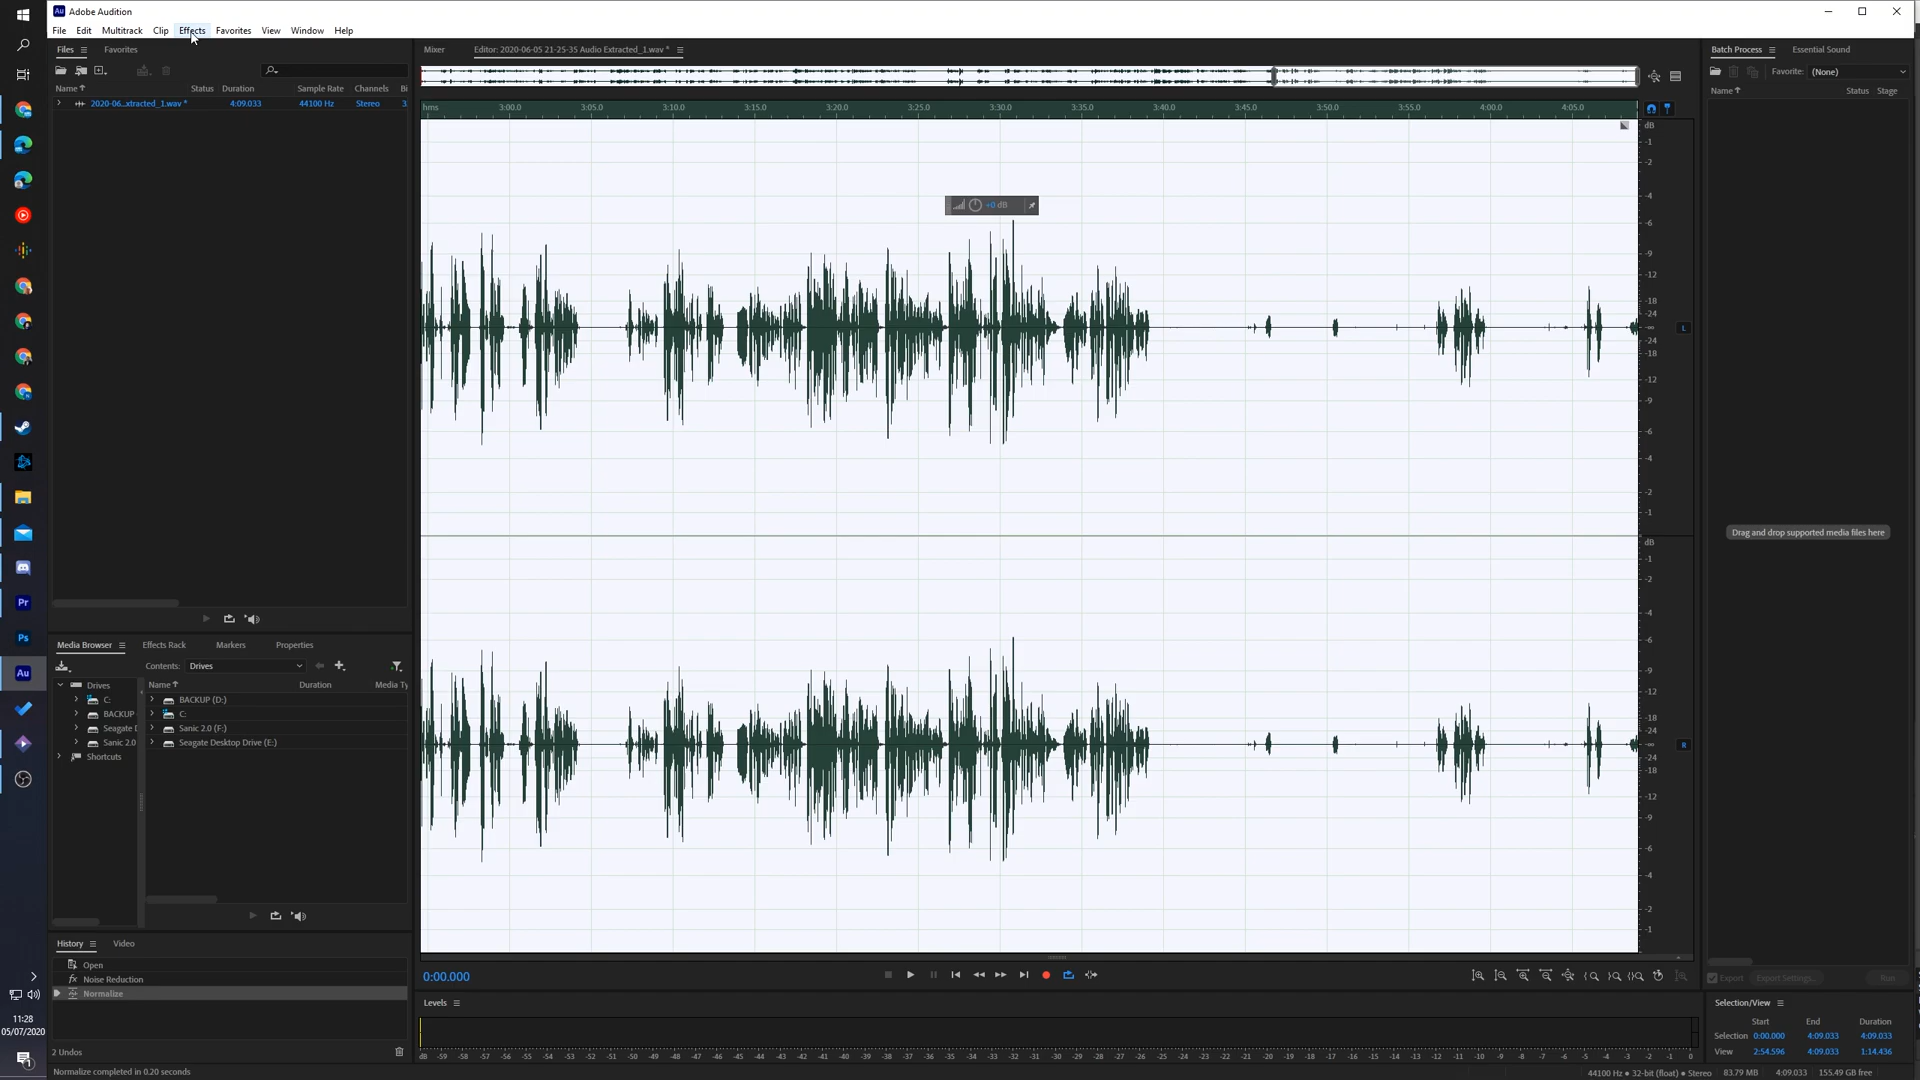 Adobe Audition
File Edit Multitrack Clip Effects Favorites View Window Help
Files Favorites
Mixer Editor: 2020-06-05 21-25-35 Audio Extracted_1.wav *
Batch Process Essential Sound
Favorite: (None)
Name Status Duration Sample Rate Channels Bi
2020-06...xtracted_1.wav * 4:09.033 44100 Hz Stereo 3
Name Status Stage
hms 3:00.0 3:05.0 3:10.0 3:15.0 3:20.0 3:25.0 3:30.0 3:35.0 3:40.0 3:45.0 3:50.0 3:55.0 4:00.0 4:05.0
+0 dB
dB
-1
-2
-4
-6
-9
-12
-18
-24
-∞
-24
-18
-12
-9
-6
-4
-2
-1
L
dB
-1
-2
-4
-6
-9
-12
-18
-24
-∞
-24
-18
-12
-9
-6
-4
-2
-1
R
Drag and drop supported media files here
Media Browser Effects Rack Markers Properties
Contents: Drives
Drives
C:
BACKUP
Seagate D
Sanic 2.0
Shortcuts
Name Duration Media Ty
BACKUP (D:)
C:
Sanic 2.0 (F:)
Seagate Desktop Drive (E:)
History Video
Open
fx Noise Reduction
Normalize
2 Undos
Normalize completed in 0.20 seconds
0:00.000
Levels
dB -59 -58 -57 -56 -55 -54 -53 -52 -51 -50 -49 -48 -47 -46 -45 -44 -43 -42 -41 -40 -39 -38 -37 -36 -35 -34 -33 -32 -31 -30 -29 -28 -27 -26 -25 -24 -23 -22 -21 -20 -19 -18 -17 -16 -15 -14 -13 -12 -11 -10 -9 -8 -7 -6 -5 -4 -3 -2 -1 0
Export Export Settings... Run
Selection/View
Start End Duration
Selection 0:00.000 4:09.033 4:09.033
View 2:54.596 4:09.033 1:14.436
44100 Hz • 32-bit (float) • Stereo 83.79 MB 4:09.033 155.49 GB free
Pr
Ps
Au
11:28
05/07/2020
1